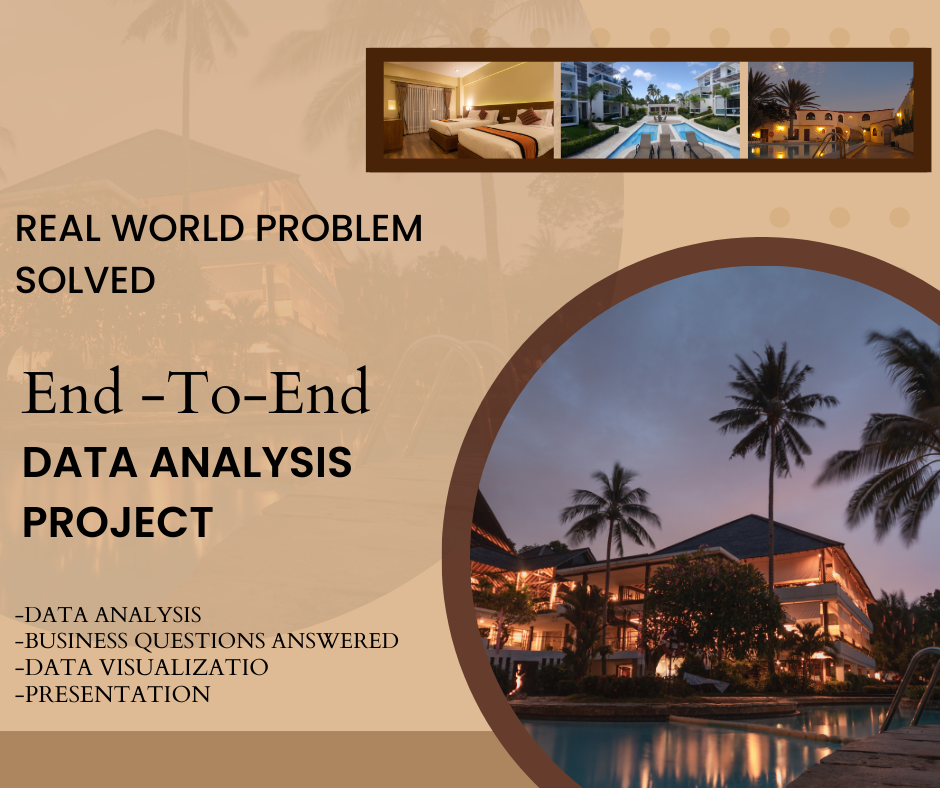 REAL WORLD PROBLEM
SOLVED
End -To-End
DATA ANALYSIS
PROJECT
-DATA ANALYSIS
-BUSINESS QUESTIONS ANSWERED
-DATA VISUALIZATIO
-PRESENTATION